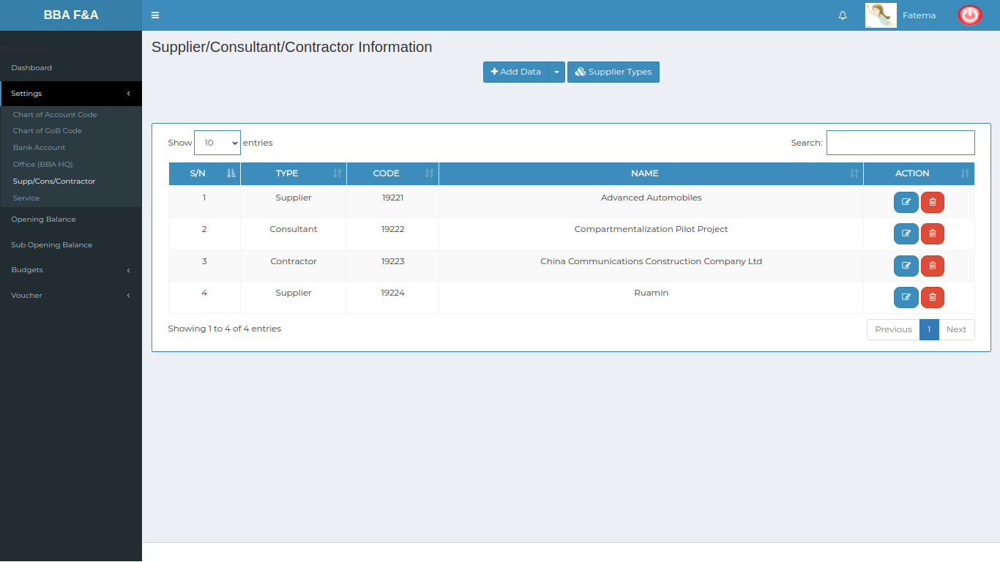 BBA F&A
Fatema
Accounts
Dashboard
Settings
Chart of Account Code
Chart of GoB Code
Bank Account
Office (BBA HQ)
Supp/Cons/Contractor
Service
Opening Balance
Sub Opening Balance
Budgets
Voucher
Supplier/Consultant/Contractor Information
Add Data Supplier Types
Show 10 entries Search:
S/N TYPE CODE NAME ACTION
1 Supplier 19221 Advanced Automobiles
2 Consultant 19222 Compartmentalization Pilot Project
3 Contractor 19223 China Communications Construction Company Ltd
4 Supplier 19224 Ruamin
Showing 1 to 4 of 4 entries Previous 1 Next